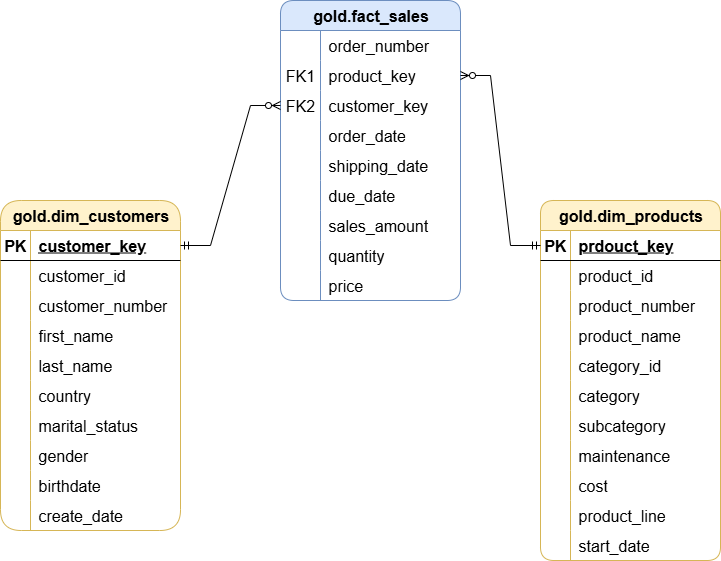 gold.fact_sales
order_number
FK1 product_key
FK2 customer_key
order_date
shipping_date
due_date
sales_amount
quantity
price
gold.dim_customers
PK customer_key
customer_id
customer_number
first_name
last_name
country
marital_status
gender
birthdate
create_date
gold.dim_products
PK prdouct_key
product_id
product_number
product_name
category_id
category
subcategory
maintenance
cost
product_line
start_date